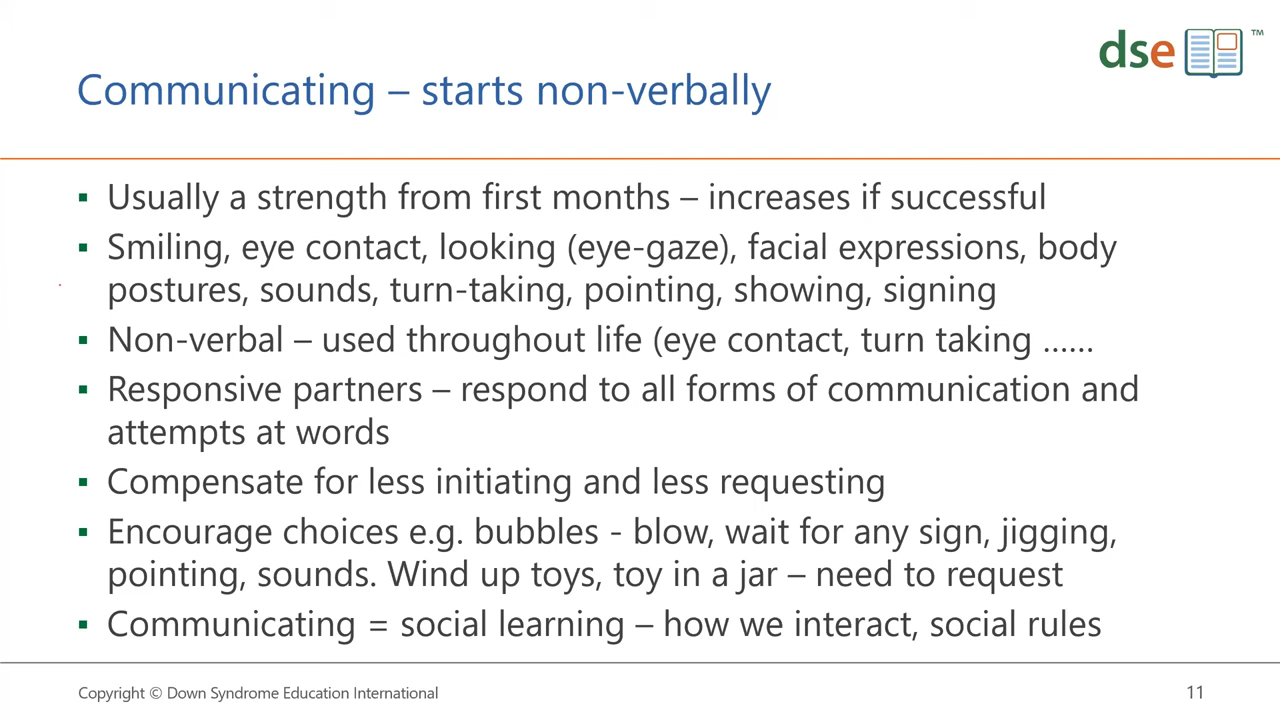 dse ™
Communicating – starts non-verbally
▪ Usually a strength from first months – increases if successful
▪ Smiling, eye contact, looking (eye-gaze), facial expressions, body
postures, sounds, turn-taking, pointing, showing, signing
▪ Non-verbal – used throughout life (eye contact, turn taking ……
▪ Responsive partners – respond to all forms of communication and
attempts at words
▪ Compensate for less initiating and less requesting
▪ Encourage choices e.g. bubbles - blow, wait for any sign, jigging,
pointing, sounds. Wind up toys, toy in a jar – need to request
▪ Communicating = social learning – how we interact, social rules
Copyright © Down Syndrome Education International
11